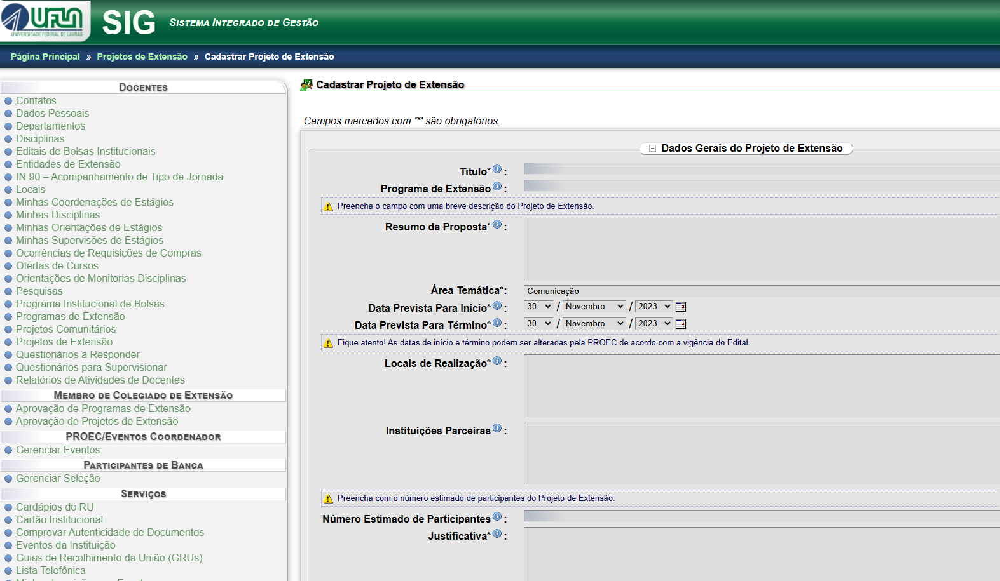 UFLA
UNIVERSIDADE FEDERAL DE LAVRAS
SIG
Sistema Integrado de Gestão
Página Principal » Projetos de Extensão » Cadastrar Projeto de Extensão
Docentes
Contatos
Dados Pessoais
Departamentos
Disciplinas
Editais de Bolsas Institucionais
Entidades de Extensão
IN 90 – Acompanhamento de Tipo de Jornada
Locais
Minhas Coordenações de Estágios
Minhas Disciplinas
Minhas Orientações de Estágios
Minhas Supervisões de Estágios
Ocorrências de Requisições de Compras
Ofertas de Cursos
Orientações de Monitorias Disciplinas
Pesquisas
Programa Institucional de Bolsas
Programas de Extensão
Projetos Comunitários
Projetos de Extensão
Questionários a Responder
Questionários para Supervisionar
Relatórios de Atividades de Docentes
Membro de Colegiado de Extensão
Aprovação de Programas de Extensão
Aprovação de Projetos de Extensão
PROEC/Eventos Coordenador
Gerenciar Eventos
Participantes de Banca
Gerenciar Seleção
Serviços
Cardápios do RU
Cartão Institucional
Comprovar Autenticidade de Documentos
Eventos da Instituição
Guias de Recolhimento da União (GRUs)
Lista Telefônica
Cadastrar Projeto de Extensão
Campos marcados com '*' são obrigatórios.
Dados Gerais do Projeto de Extensão
Título* :
Programa de Extensão :
Preencha o campo com uma breve descrição do Projeto de Extensão.
Resumo da Proposta* :
Área Temática*: Comunicação
Data Prevista Para Início* : 30 / Novembro / 2023
Data Prevista Para Término* : 30 / Novembro / 2023
Fique atento! As datas de início e término podem ser alteradas pela PROEC de acordo com a vigência do Edital.
Locais de Realização* :
Instituições Parceiras :
Preencha com o número estimado de participantes do Projeto de Extensão.
Número Estimado de Participantes :
Justificativa* :